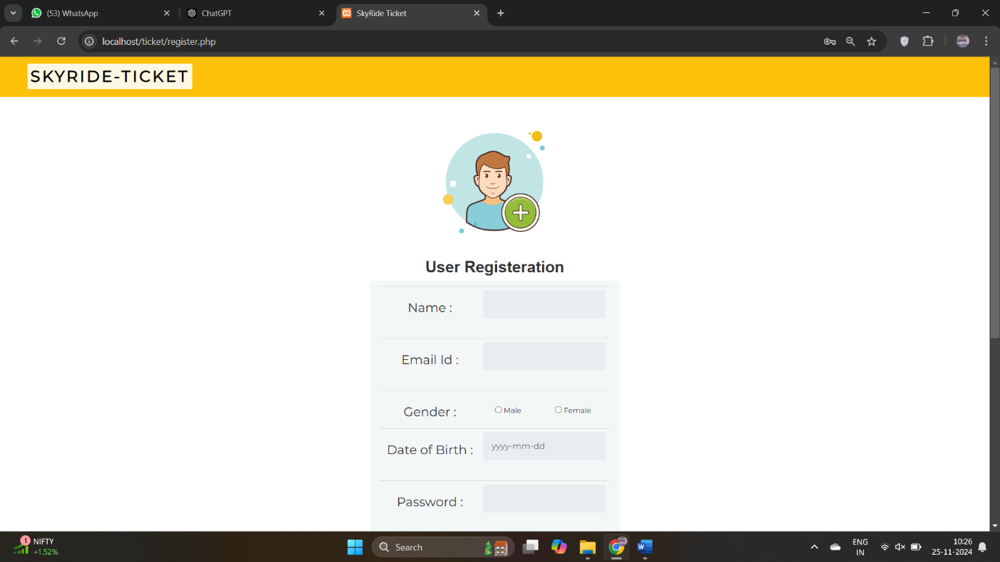 (53) WhatsApp
ChatGPT
SkyRide Ticket
localhost/ticket/register.php
SKYRIDE-TICKET
User Registeration
Name :
Email Id :
Gender : Male Female
Date of Birth : yyyy-mm-dd
Password :
1 NIFTY
+1.52%
Search
ENG
IN
10:26
25-11-2024